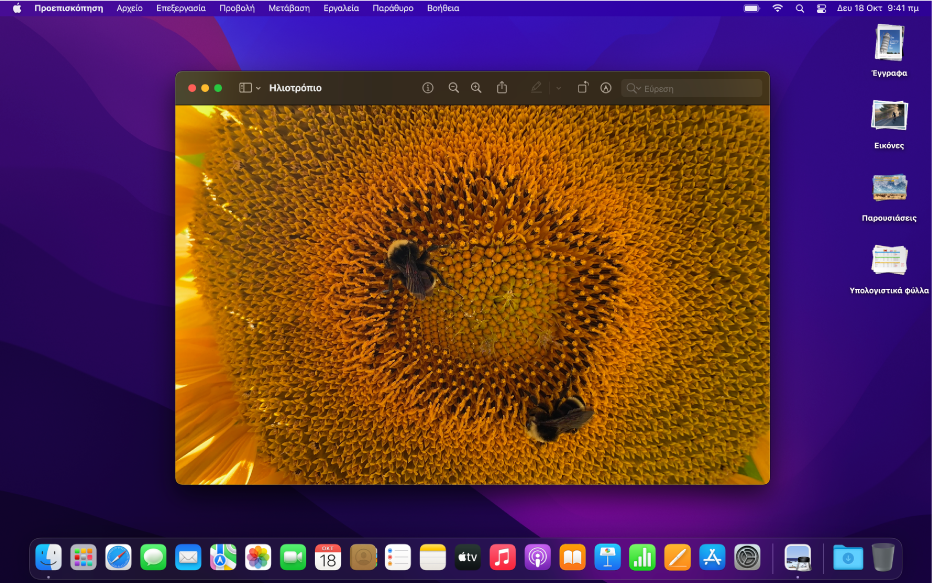 Προεπισκόπηση Αρχείο Επεξεργασία Προβολή Μετάβαση Εργαλεία Παράθυρο Βοήθεια Δευ 18 Οκτ 9:41 πμ
Ηλιοτρόπιο Εύρεση
Έγγραφα
Εικόνες
Παρουσιάσεις
Υπολογιστικά φύλλα
ΟΚΤ
18
tv